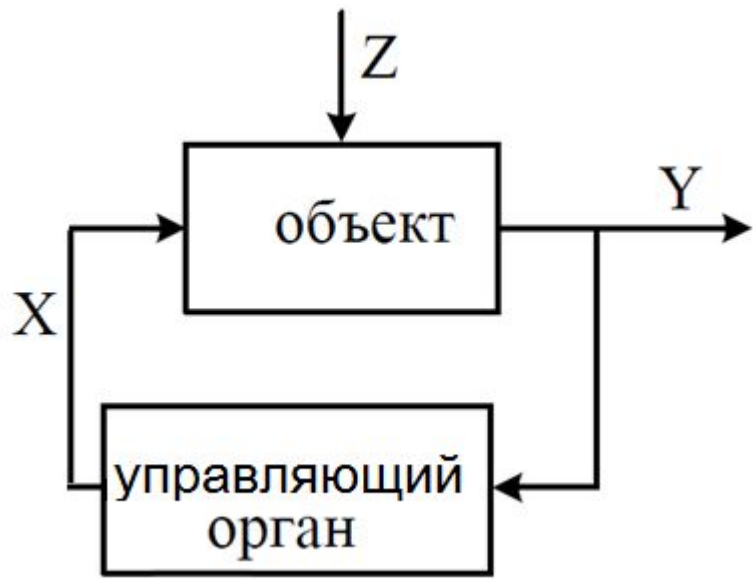 Z
объект
Y
X
управляющий
орган